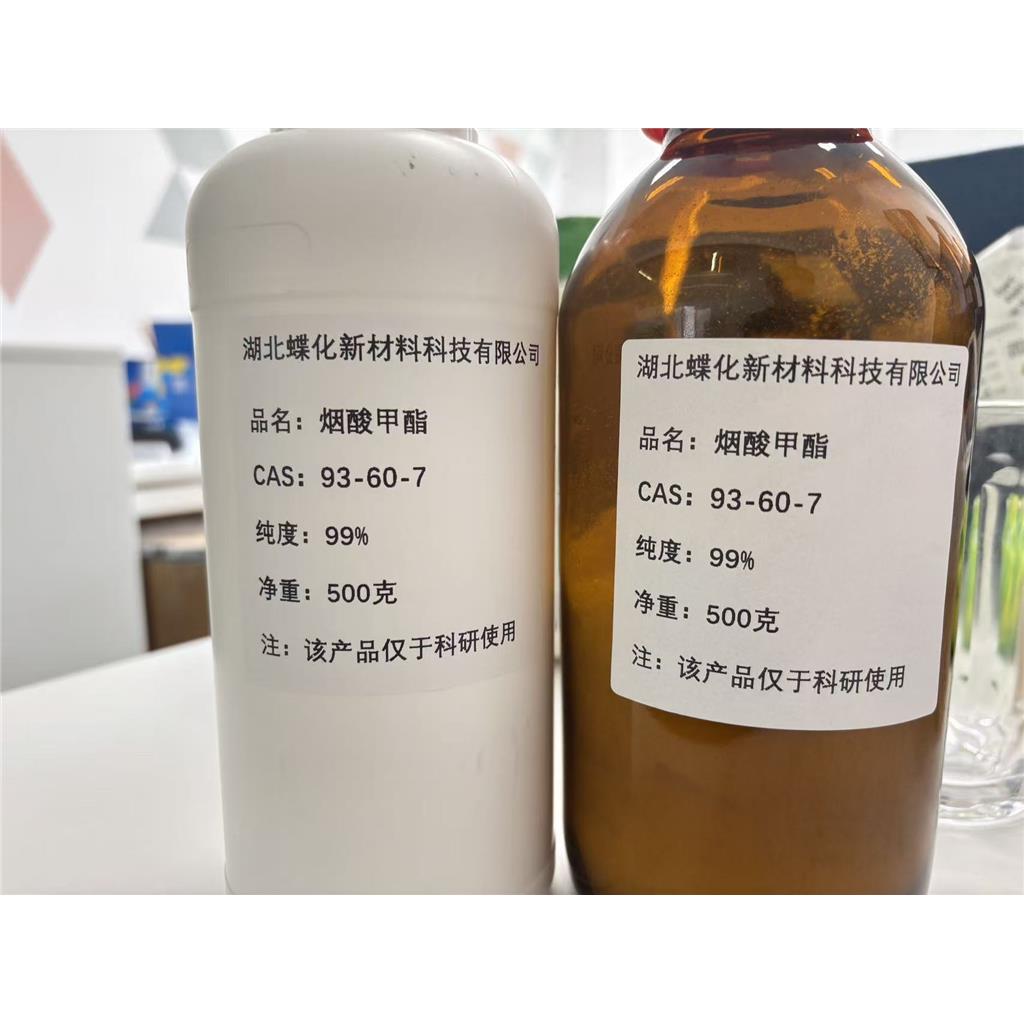 湖北蝶化新材料科技有限公司
品名：烟酸甲酯
CAS：93-60-7
纯度：99%
净重：500克
注：该产品仅于科研使用
湖北蝶化新材料科技有限公司
品名：烟酸甲酯
CAS：93-60-7
纯度：99%
净重：500克
注：该产品仅于科研使用